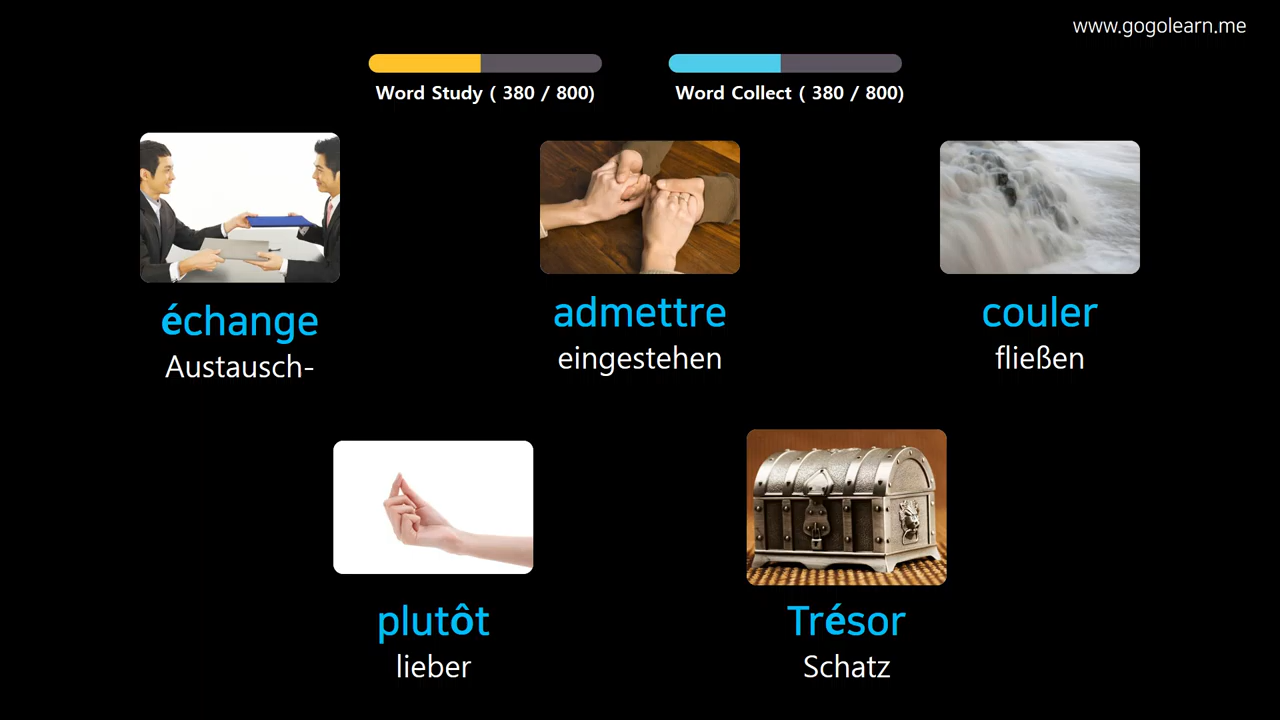 www.gogolearn.me
Word Study ( 380 / 800)
Word Collect ( 380 / 800)
échange
Austausch-
admettre
eingestehen
couler
fließen
plutôt
lieber
Trésor
Schatz